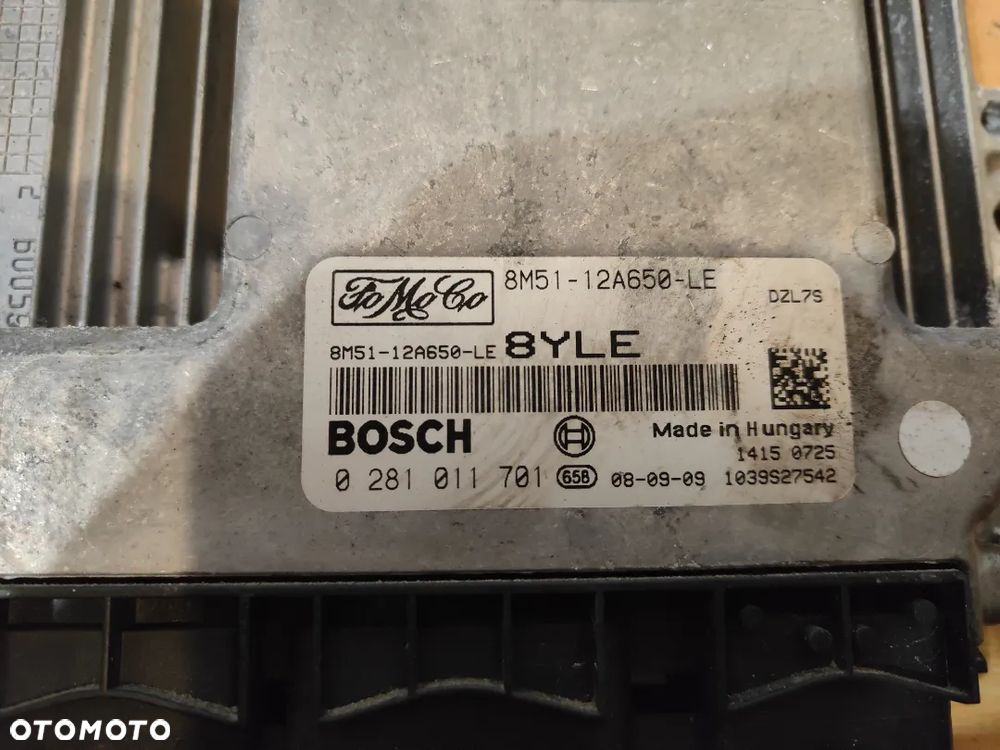 FoMoCo 8M51-12A650-LE
DZL7S
8M51-12A650-LE 8YLE
BOSCH Made in Hungary
1415 0725
0 281 011 701 65B 08-09-09 1039S27542
OTOMOTO